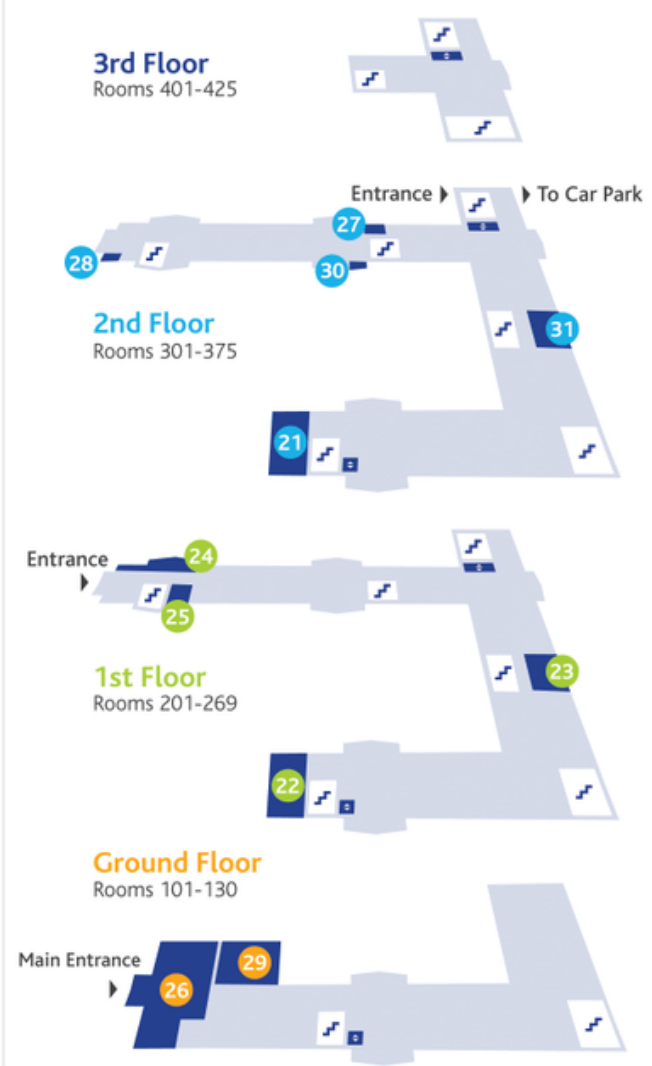 3rd Floor
Rooms 401-425
Entrance
To Car Park
27
28
30
2nd Floor
Rooms 301-375
31
21
Entrance
24
25
1st Floor
Rooms 201-269
23
22
Ground Floor
Rooms 101-130
Main Entrance
29
26